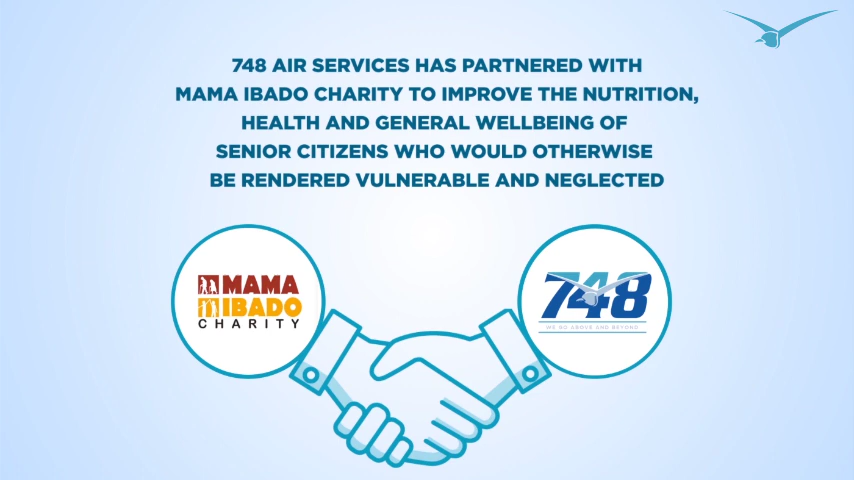 748 AIR SERVICES HAS PARTNERED WITH
MAMA IBADO CHARITY TO IMPROVE THE NUTRITION,
HEALTH AND GENERAL WELLBEING OF
SENIOR CITIZENS WHO WOULD OTHERWISE
BE RENDERED VULNERABLE AND NEGLECTED
MAMA
IBADO
CHARITY
748
WE GO ABOVE AND BEYOND